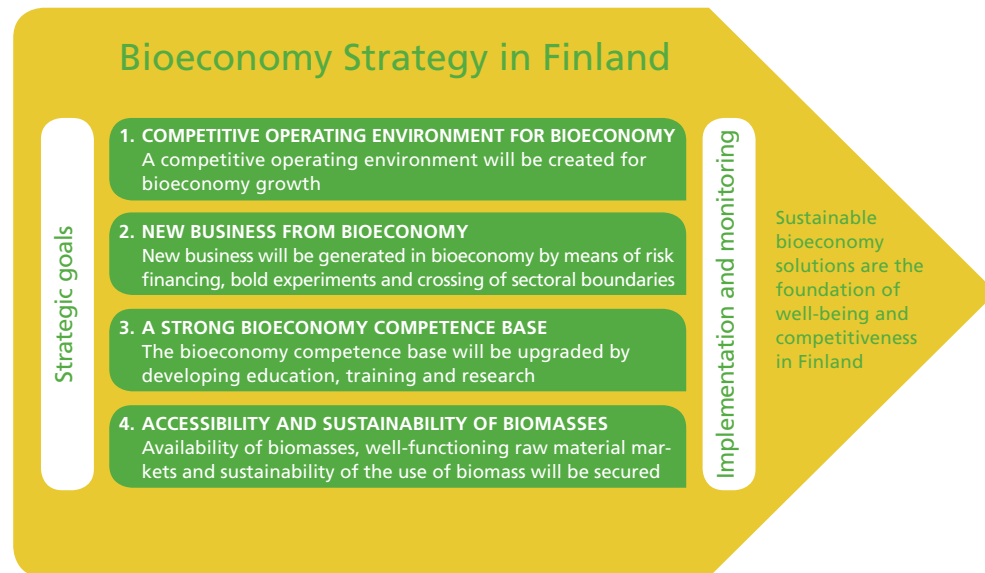 Bioeconomy Strategy in Finland
Strategic goals
1. COMPETITIVE OPERATING ENVIRONMENT FOR BIOECONOMY
A competitive operating environment will be created for
bioeconomy growth
2. NEW BUSINESS FROM BIOECONOMY
New business will be generated in bioeconomy by means of risk
financing, bold experiments and crossing of sectoral boundaries
3. A STRONG BIOECONOMY COMPETENCE BASE
The bioeconomy competence base will be upgraded by
developing education, training and research
4. ACCESSIBILITY AND SUSTAINABILITY OF BIOMASSES
Availability of biomasses, well-functioning raw material mar-
kets and sustainability of the use of biomass will be secured
Implementation and monitoring
Sustainable
bioeconomy
solutions are the
foundation of
well-being and
competitiveness
in Finland